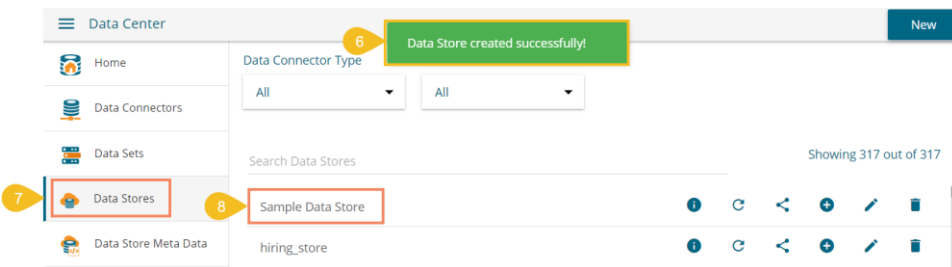 Data Center
New
6
Data Store created successfully!
Home
Data Connector Type
All
All
Data Connectors
Data Sets
Search Data Stores
Showing 317 out of 317
7
Data Stores
8
Sample Data Store
Data Store Meta Data
hiring_store